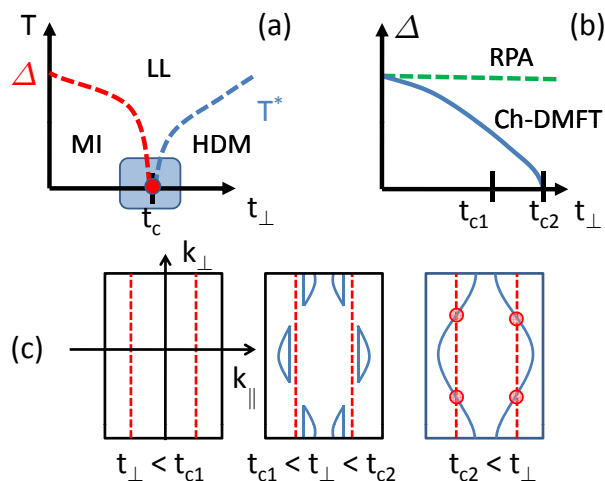 T
(a)
LL
Δ
T*
MI
HDM
t_c
t_⊥
Δ
(b)
RPA
Ch-DMFT
t_c1
t_c2
t_⊥
k_⊥
(c)
k_∥
t_⊥ < t_c1
t_c1 < t_⊥ < t_c2
t_c2 < t_⊥